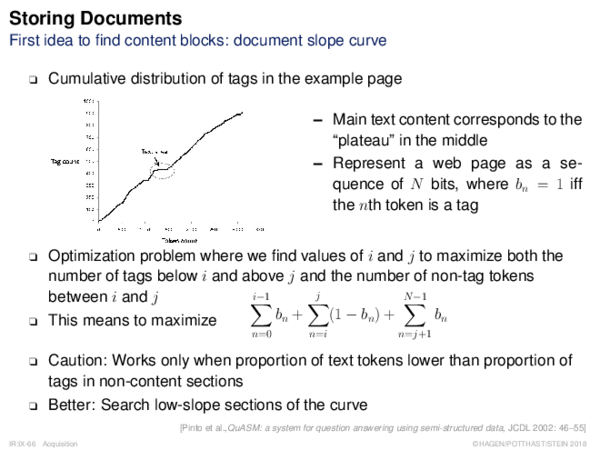 Storing Documents
First idea to find content blocks: document slope curve
❏ Cumulative distribution of tags in the example page
Tag count
Token count
– Main text content corresponds to the
“plateau” in the middle
– Represent a web page as a se-
quence of N bits, where bₙ = 1 iff
the nth token is a tag
❏ Optimization problem where we find values of i and j to maximize both the
number of tags below i and above j and the number of non-tag tokens
between i and j
❏ This means to maximize ∑_{n=0}^{i−1} bₙ + ∑_{n=i}^{j} (1 − bₙ) + ∑_{n=j+1}^{N−1} bₙ
❏ Caution: Works only when proportion of text tokens lower than proportion of
tags in non-content sections
❏ Better: Search low-slope sections of the curve
[Pinto et al., QuASM: a system for question answering using semi-structured data, JCDL 2002: 46–55]
IR:IX-66 Acquisition
©HAGEN/POTTHAST/STEIN 2018